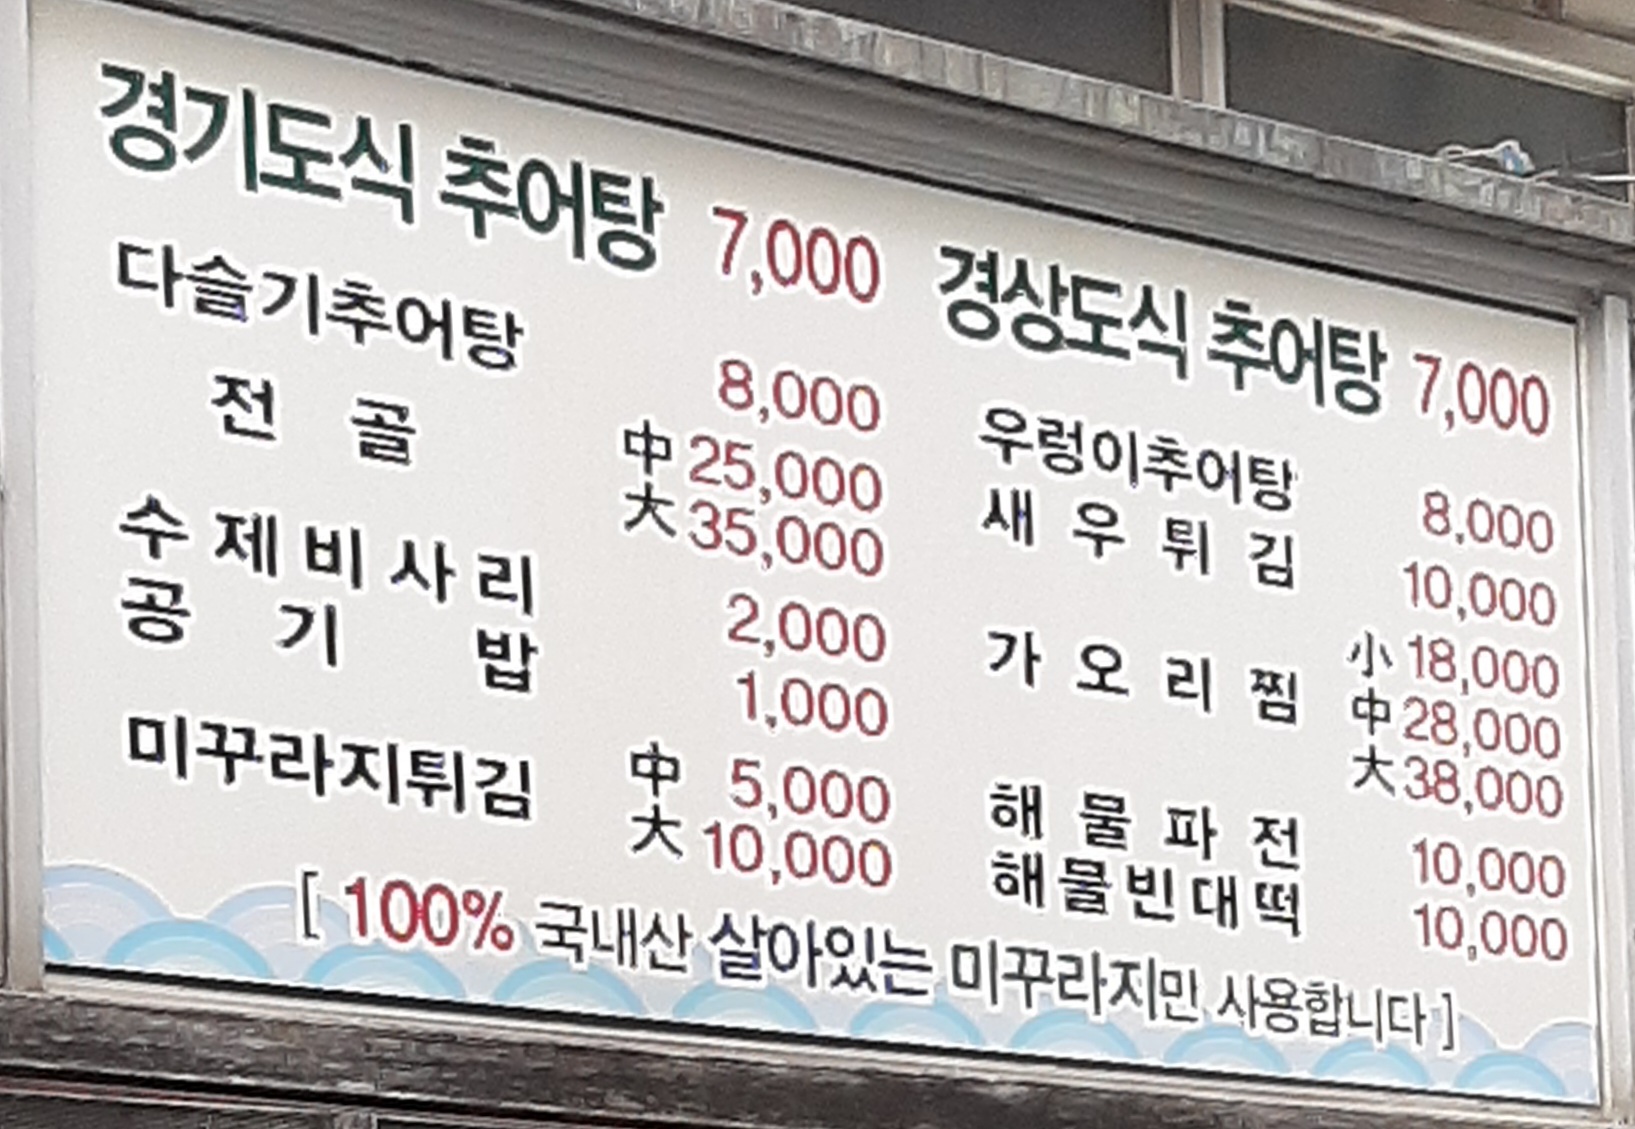 경기도식 추어탕 7,000
다슬기추어탕 8,000
전 골 中 25,000
大 35,000
수제비사리 2,000
공 기 밥 1,000
미꾸라지튀김 中 5,000
大 10,000
경상도식 추어탕 7,000
우렁이추어탕 8,000
새 우 튀 김 10,000
가 오 리 찜 小 18,000
中 28,000
大 38,000
해 물 파 전 10,000
해물빈대떡 10,000
[ 100% 국내산 살아있는 미꾸라지만 사용합니다 ]